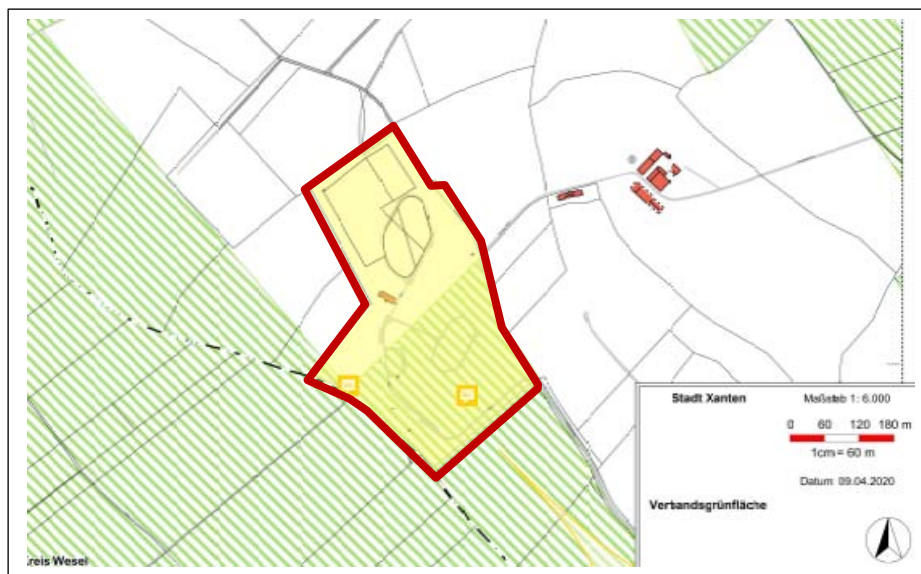 Stadt Xanten Maßstab 1: 6.000
0 60 120 180 m
1cm = 60 m
Datum: 09.04.2020
Verbandsgrünfläche
Kreis Wesel